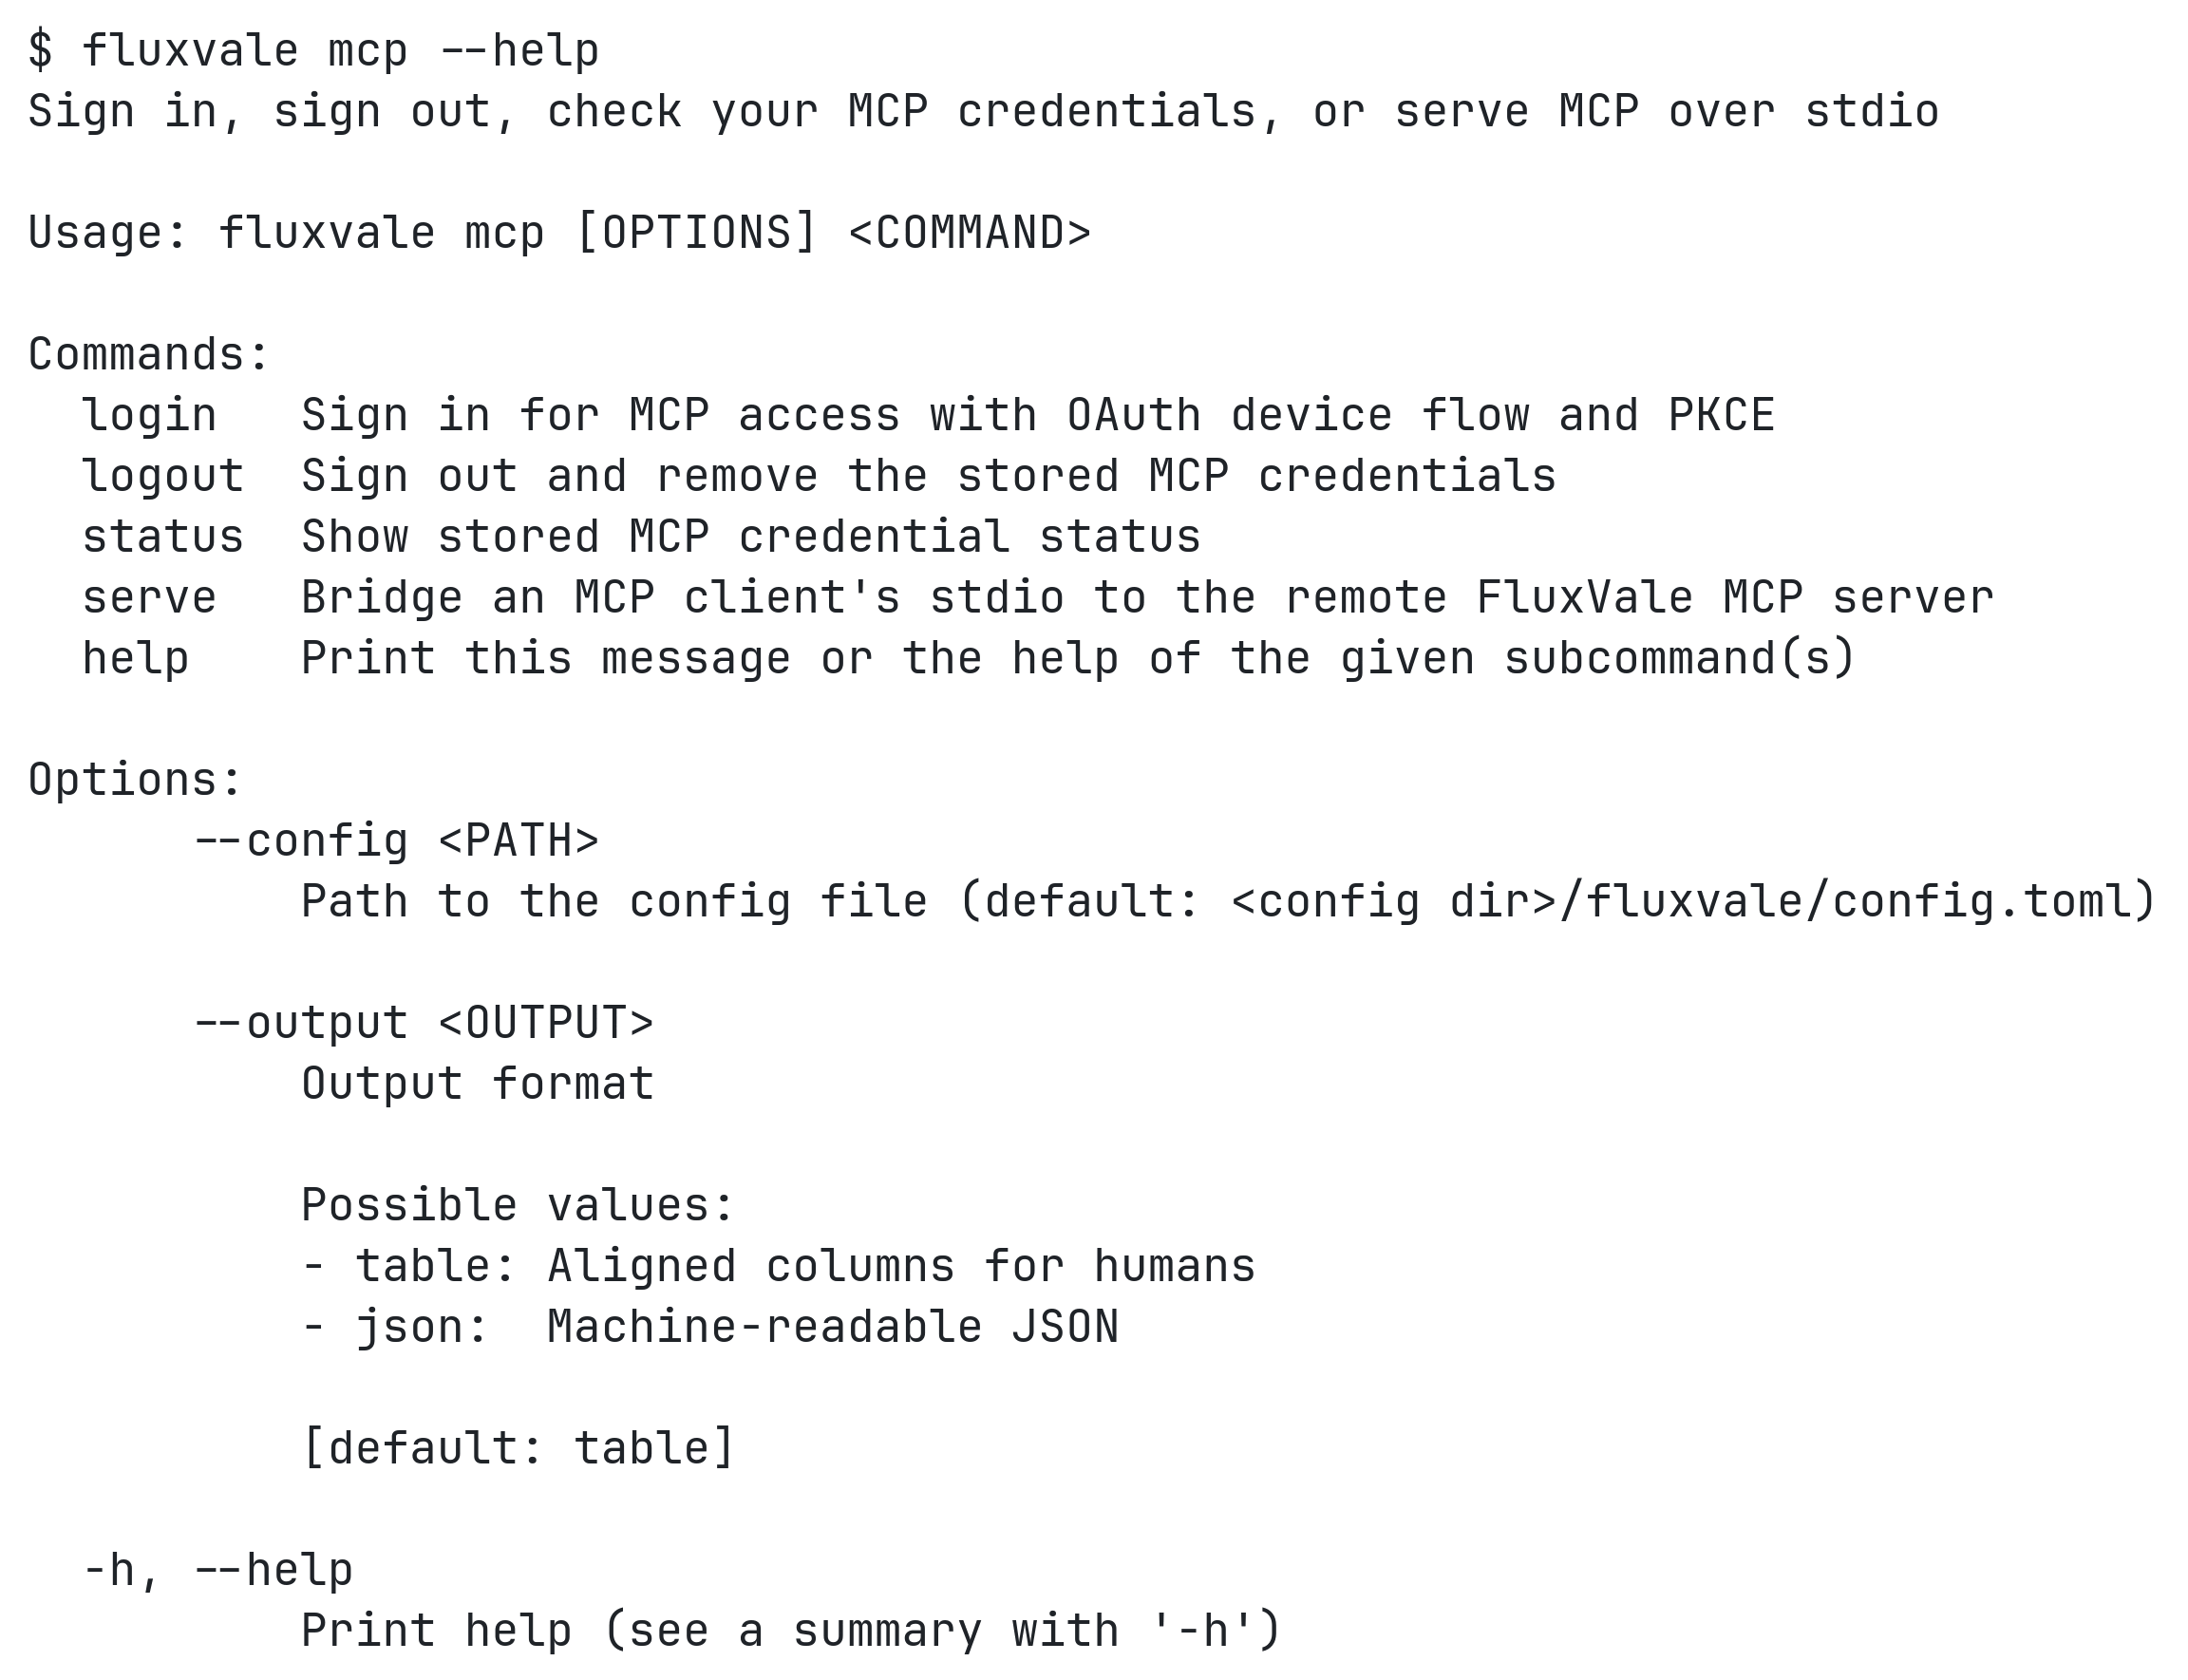 $ fluxvale mcp --help
Sign in, sign out, check your MCP credentials, or serve MCP over stdio

Usage: fluxvale mcp [OPTIONS] <COMMAND>

Commands:
  login   Sign in for MCP access with OAuth device flow and PKCE
  logout  Sign out and remove the stored MCP credentials
  status  Show stored MCP credential status
  serve   Bridge an MCP client's stdio to the remote FluxVale MCP server
  help    Print this message or the help of the given subcommand(s)

Options:
      --config <PATH>
          Path to the config file (default: <config dir>/fluxvale/config.toml)

      --output <OUTPUT>
          Output format

          Possible values:
          - table: Aligned columns for humans
          - json:  Machine-readable JSON

          [default: table]

  -h, --help
          Print help (see a summary with '-h')